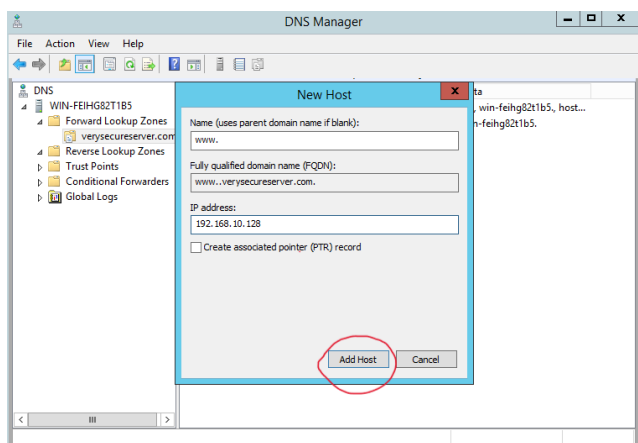 DNS Manager
File Action View Help
DNS
WIN-FEIHG82T1B5
Forward Lookup Zones
verysecureserver.com
Reverse Lookup Zones
Trust Points
Conditional Forwarders
Global Logs
ta
, win-feihg82t1b5., host...
n-feihg82t1b5.
New Host
Name (uses parent domain name if blank):
www.
Fully qualified domain name (FQDN):
www..verysecureserver.com.
IP address:
192.168.10.128
Create associated pointer (PTR) record
Add Host Cancel